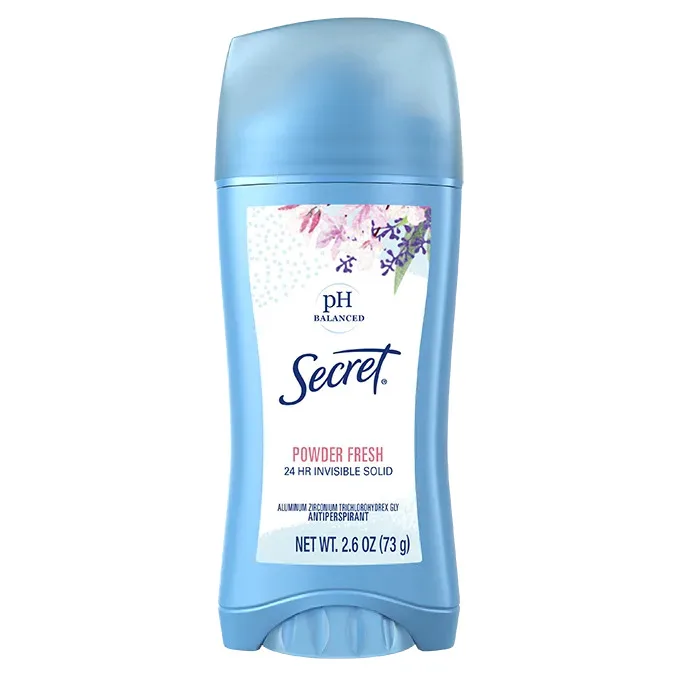 pH
BALANCED
Secret®
POWDER FRESH
24 HR INVISIBLE SOLID
ALUMINUM ZIRCONIUM TRICHLOROHYDREX GLY
ANTIPERSPIRANT
NET WT. 2.6 OZ (73 g)